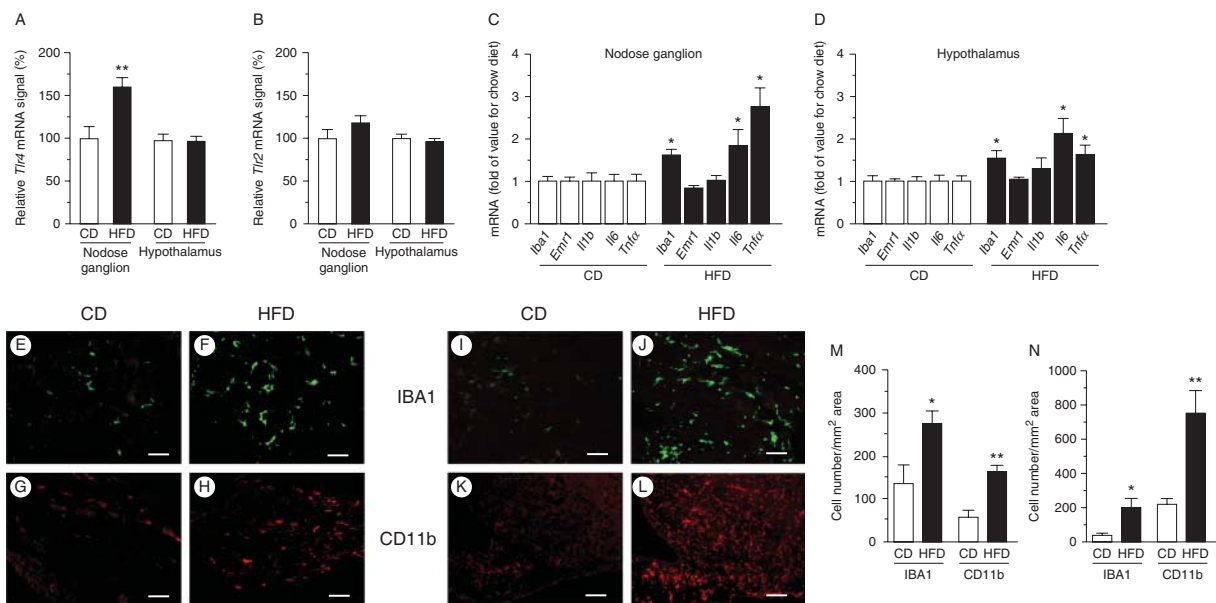 A
Relative Tlr4 mRNA signal (%)
200
150
100
50
0
**
CD HFD CD HFD
Nodose ganglion
Hypothalamus
B
Relative Tlr2 mRNA signal (%)
200
150
100
50
0
CD HFD CD HFD
Nodose ganglion
Hypothalamus
C
Nodose ganglion
mRNA (fold of value for chow diet)
4
3
2
1
0
*
*
*
Iba1 Emr1 Il1b Il6 Tnfα Iba1 Emr1 Il1b Il6 Tnfα
CD HFD
D
Hypothalamus
mRNA (fold of value for chow diet)
4
3
2
1
0
*
*
*
Iba1 Emr1 Il1b Il6 Tnfα Iba1 Emr1 Il1b Il6 Tnfα
CD HFD
CD HFD CD HFD
E F IBA1 I J
G H CD11b K L
M
Cell number/mm² area
400
300
200
100
0
*
**
CD HFD CD HFD
IBA1 CD11b
N
Cell number/mm² area
1000
800
600
400
200
0
*
**
CD HFD CD HFD
IBA1 CD11b